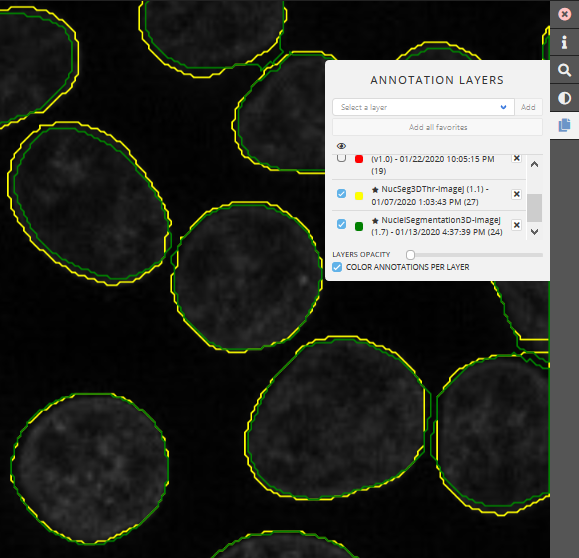 ANNOTATION LAYERS
Select a layer
Add
Add all favorites
(v1.0) - 01/22/2020 10:05:15 PM
(19)
★ NucSeg3DThr-ImageJ (1.1) -
01/07/2020 1:03:43 PM (27)
★ NucleiSegmentation3D-ImageJ
(1.7) - 01/13/2020 4:37:39 PM (24)
LAYERS OPACITY
COLOR ANNOTATIONS PER LAYER